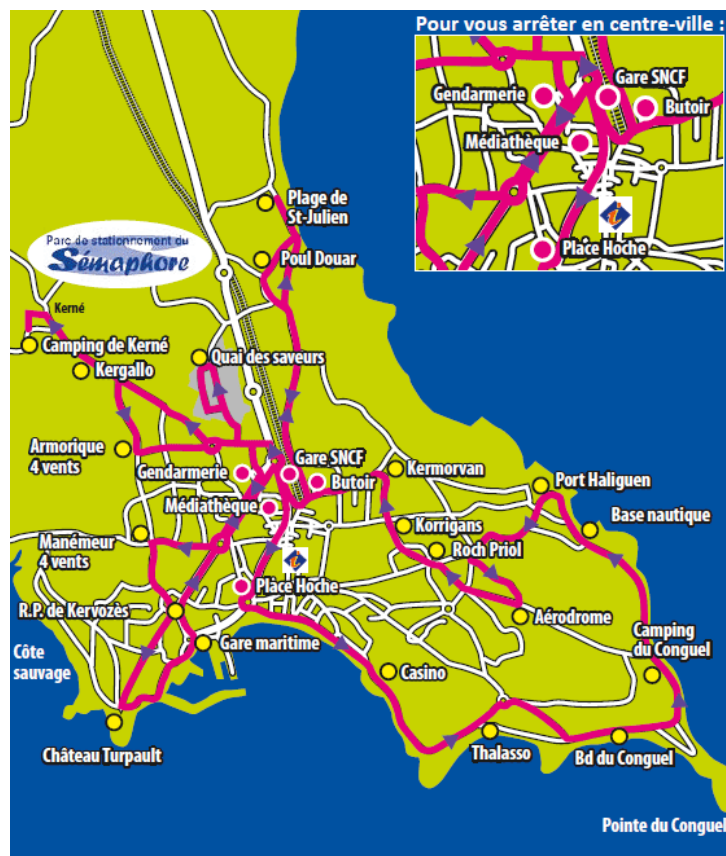 Pour vous arrêter en centre-ville :
Gare SNCF
Gendarmerie
Butoir
Médiathèque
Place Hoche
Plage de
St-Julien
Parc de stationnement du
Sémaphore
Poul Douar
Kerné
Camping de Kerné
Quai des saveurs
Kergallo
Armorique
4 vents
Gare SNCF
Gendarmerie
Butoir
Kermorvan
Port Haliguen
Médiathèque
Base nautique
Korrigans
Manémeur
4 vents
Roch Priol
Place Hoche
R.P. de Kervozès
Aérodrome
Gare maritime
Camping
du Conguel
Côte
sauvage
Casino
Château Turpault
Thalasso
Bd du Conguel
Pointe du Conguel